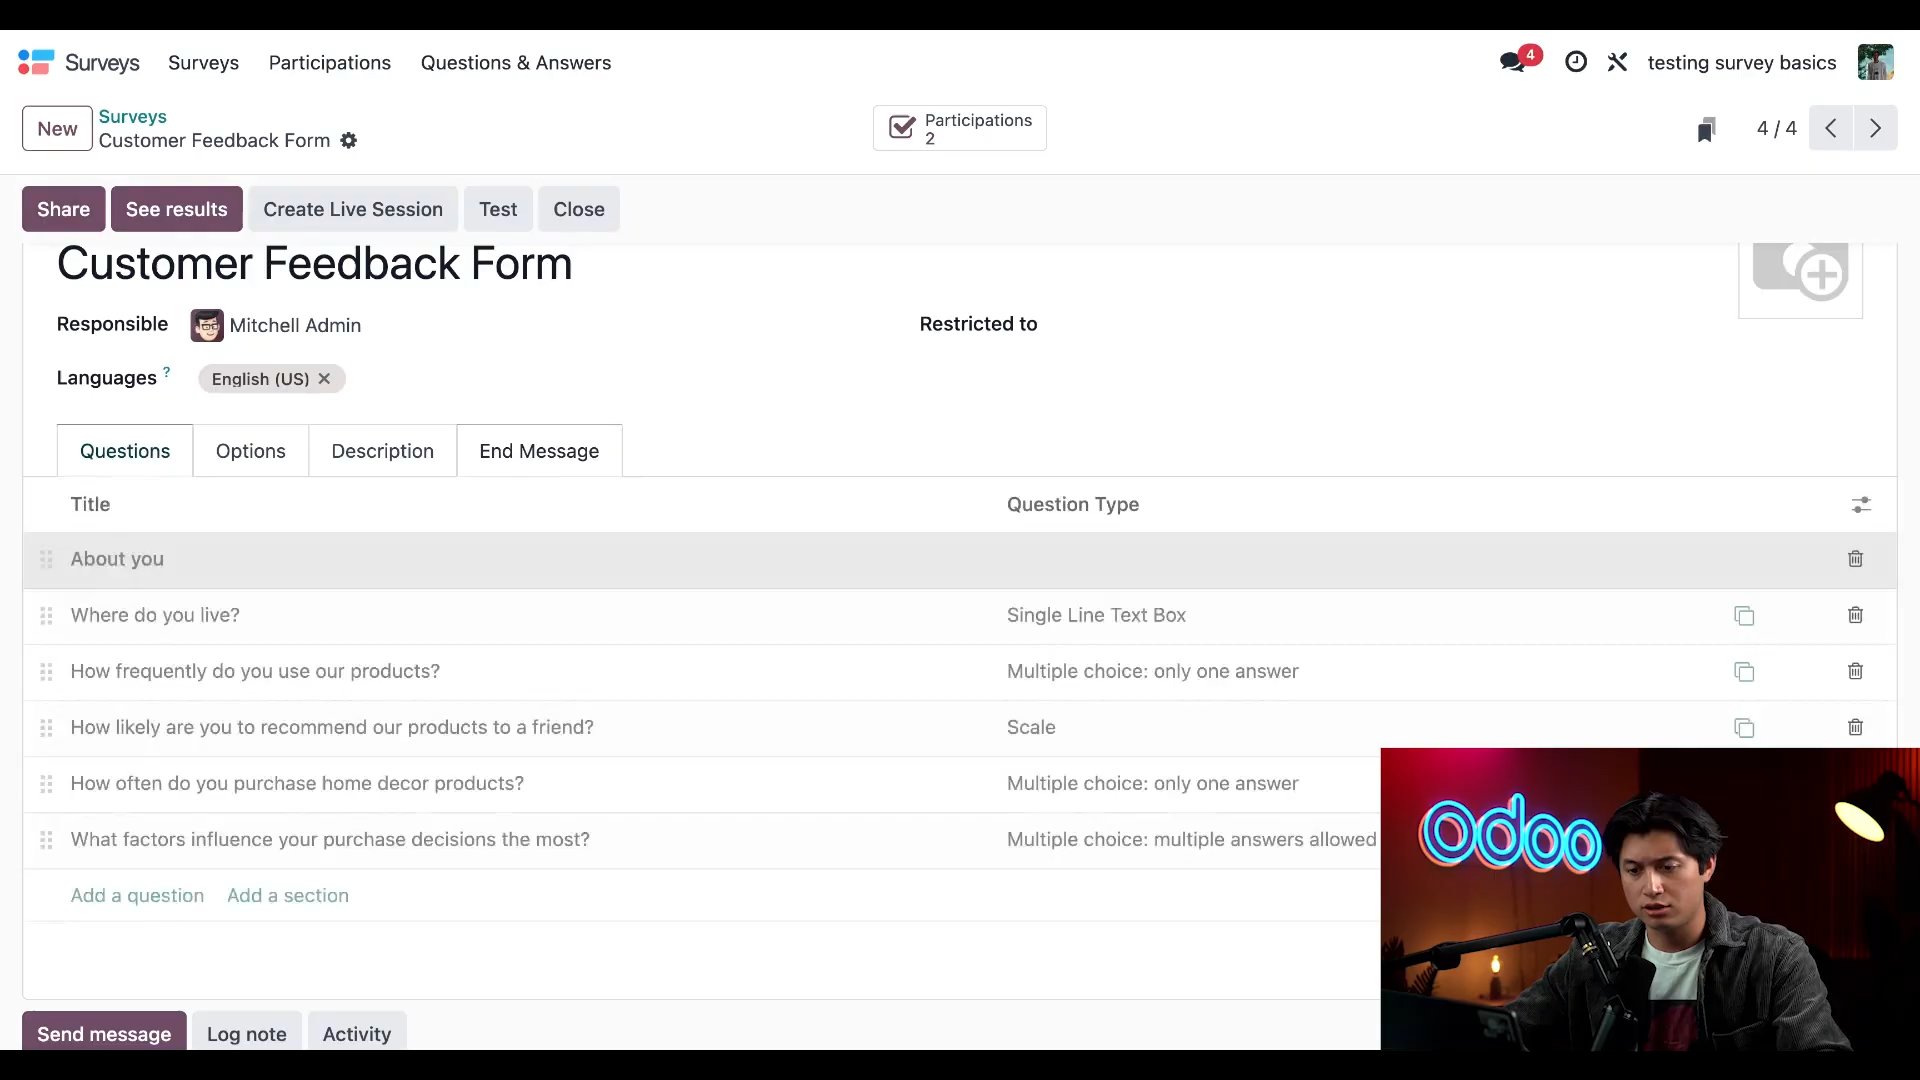 Surveys Surveys Participations Questions & Answers 4 testing survey basics
New Surveys Participations 4 / 4
Customer Feedback Form 2
Share See results Create Live Session Test Close
Customer Feedback Form
Responsible Mitchell Admin Restricted to
Languages ? English (US)
Questions Options Description End Message
Title Question Type
About you
Where do you live? Single Line Text Box
How frequently do you use our products? Multiple choice: only one answer
How likely are you to recommend our products to a friend? Scale
How often do you purchase home decor products? Multiple choice: only one answer
What factors influence your purchase decisions the most? Multiple choice: multiple answers allowed
Add a question Add a section
odoo
Send message Log note Activity